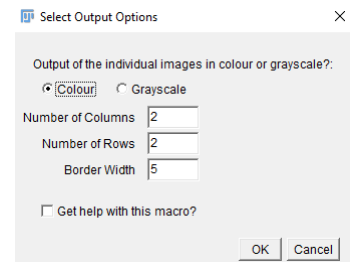 Select Output Options
Output of the individual images in colour or grayscale?:
Colour Grayscale
Number of Columns 2
Number of Rows 2
Border Width 5
Get help with this macro?
OK Cancel